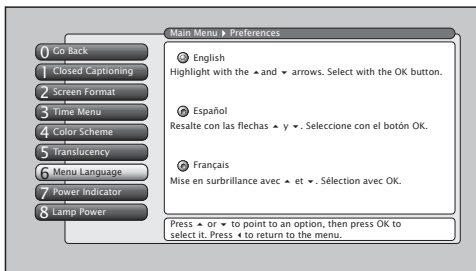 Main Menu ▸ Preferences
0 Go Back
1 Closed Captioning
2 Screen Format
3 Time Menu
4 Color Scheme
5 Translucency
6 Menu Language
7 Power Indicator
8 Lamp Power
English
Highlight with the ▲ and ▼ arrows. Select with the OK button.
Español
Resalte con las flechas ▲ y ▼. Seleccione con el botón OK.
Français
Mise en surbrillance avec ▲ et ▼. Sélection avec OK.
Press ▲ or ▼ to point to an option, then press OK to
select it. Press ◂ to return to the menu.